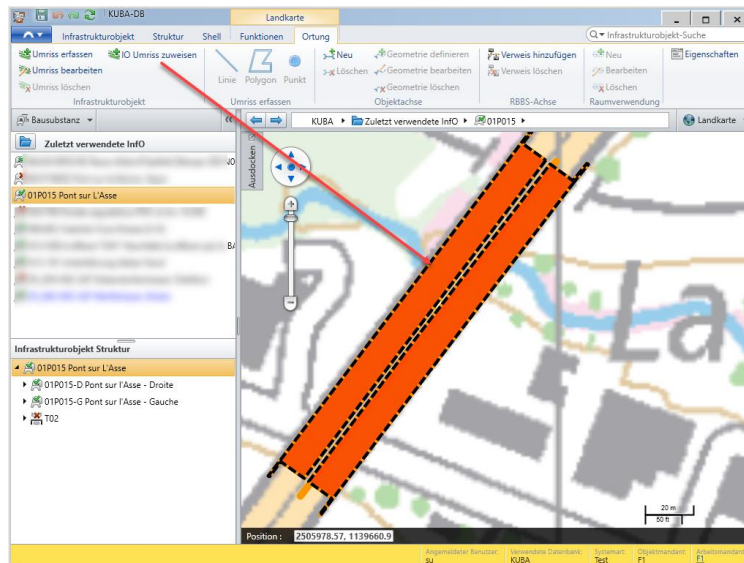 KUBA-DB
Landkarte
Infrastrukturobjekt Struktur Shell Funktionen Ortung
Infrastrukturobjekt-Suche
Umriss erfassen IO Umriss zuweisen
Umriss bearbeiten
Umriss löschen
Infrastrukturobjekt
Linie Polygon Punkt
Umriss erfassen
Neu Geometrie definieren
Löschen Geometrie bearbeiten
Geometrie löschen
Objektachse
Verweis hinzufügen
Verweis löschen
RBBS-Achse
Neu
Bearbeiten
Löschen
Raumverwendung
Eigenschaften
Bausubstanz
KUBA Zuletzt verwendete InfO 01P015
Landkarte
Zuletzt verwendete InfO
01P015 Pont sur L'Asse
Ausdocken
Infrastrukturobjekt Struktur
01P015 Pont sur L'Asse
01P015-D Pont sur l'Asse - Droite
01P015-G Pont sur l'Asse - Gauche
T02
La
20 m
50 ft
Position : 2505978.57, 1139660.9
Angemeldeter Benutzer: Verwendete Datenbank: Systemart: Objektmandant: Arbeitsmandant
su KUBA Test F1 F1